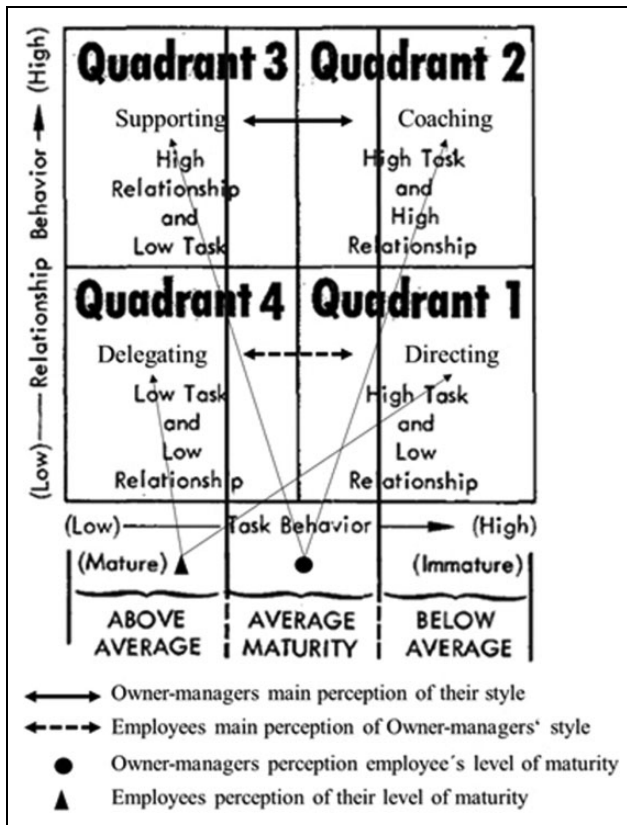 Quadrant 3
Quadrant 2
Supporting
Coaching
High
Relationship
and
Low Task
High Task
and
High
Relationship
Quadrant 4
Quadrant 1
Delegating
Directing
Low Task
and
Low
Relationship
High Task
and
Low
Relationship
(Low)——Relationship Behavior—→(High)
(Low)—— Task Behavior ——→ (High)
(Mature)
(Immature)
ABOVE
AVERAGE
AVERAGE
MATURITY
BELOW
AVERAGE
Owner-managers main perception of their style
Employees main perception of Owner-managers‘ style
Owner-managers perception employee´s level of maturity
Employees perception of their level of maturity